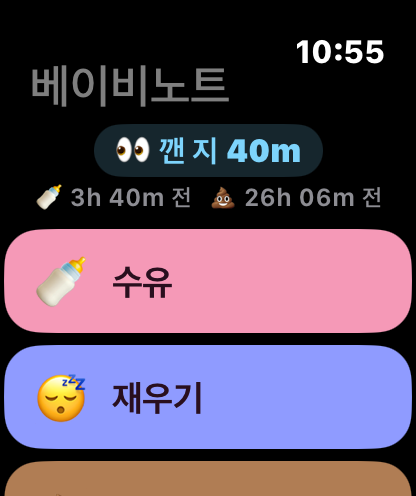 10:55
베이비노트
👀 깬 지 40m
🍼 3h 40m 전 💩 26h 06m 전
🍼 수유
😴 재우기